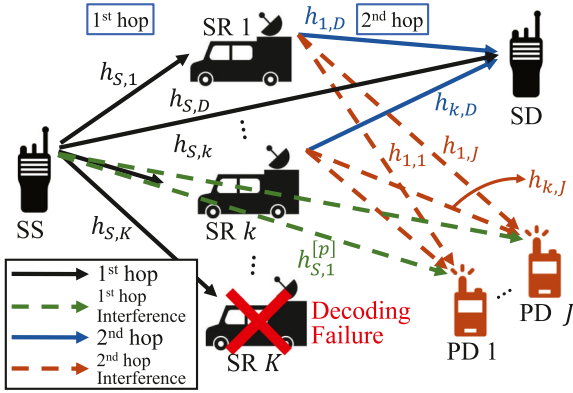 1st hop
SR 1
h1,D
2nd hop
hS,1
hS,D
SD
hk,D
hS,k
h1,1
h1,J
hk,J
SS
SR k
hS,K
h[p]S,1
1st hop
1st hop
Interference
2nd hop
2nd hop
Interference
Decoding
Failure
SR K
PD 1
PD J
...
...
...